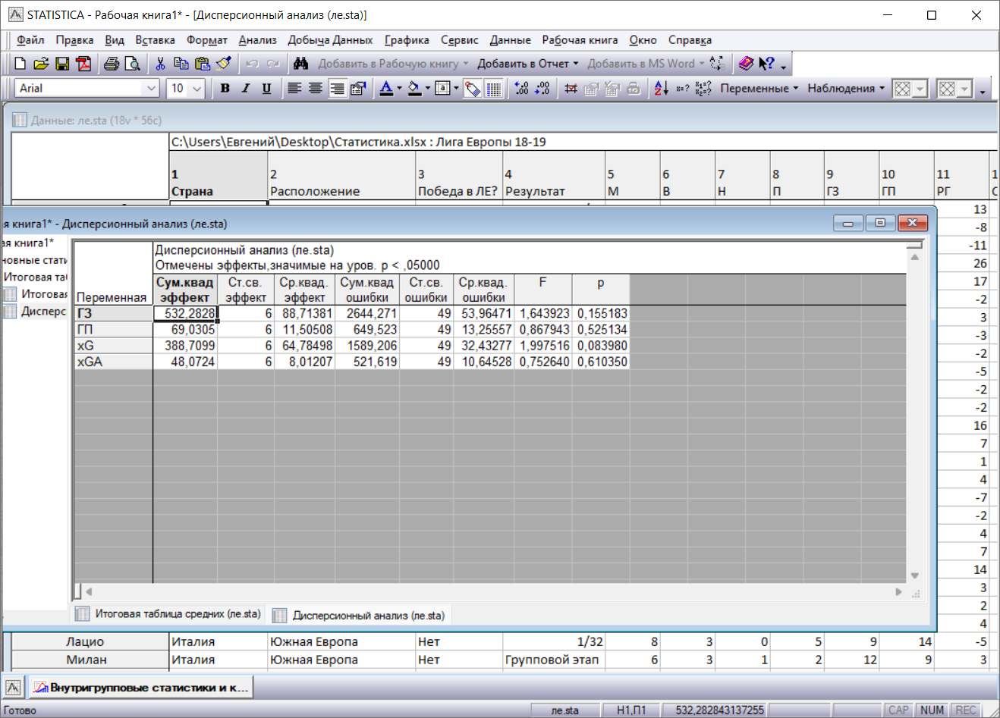 STATISTICA - Рабочая книга1* - [Дисперсионный анализ (ле.sta)]
Файл Правка Вид Вставка Формат Анализ Добыча Данных Графика Сервис Данные Рабочая книга Окно Справка
Добавить в Рабочую книгу Добавить в Отчет Добавить в MS Word
Arial 10 B I U Переменные Наблюдения
Данные: ле.sta (18v * 56c)
C:\Users\Евгений\Desktop\Статистика.xlsx : Лига Европы 18-19
1 2 3 4 5 6 7 8 9 10 11 1
Страна Расположение Победа в ЛЕ? Результат М В Н П ГЗ ГП РГ
я книга1* - Дисперсионный анализ (ле.sta)
ая книга1*
новные стати
Итоговая та
Итогова
Дисперс
Дисперсионный анализ (ле.sta)
Отмечены эффекты,значимые на уров. p < ,05000
Сум.квад Ст.св. Ср.квад. Сум.квад Ст.св. Ср.квад. F p
Переменная эффект эффект эффект ошибки ошибки ошибки
ГЗ 532,2828 6 88,71381 2644,271 49 53,96471 1,643923 0,155183
ГП 69,0305 6 11,50508 649,523 49 13,25557 0,867943 0,525134
xG 388,7099 6 64,78498 1589,206 49 32,43277 1,997516 0,083980
xGA 48,0724 6 8,01207 521,619 49 10,64528 0,752640 0,610350
13
-8
-11
26
17
-2
3
-3
-2
-5
-2
-2
16
7
1
4
-7
-2
4
7
14
3
2
4
Итоговая таблица средних (ле.sta) Дисперсионный анализ (ле.sta)
Лацио Италия Южная Европа Нет 1/32 8 3 0 5 9 14 -5
Милан Италия Южная Европа Нет Групповой этап 6 3 1 2 12 9 3
Внутригрупповые статистики и к...
Готово ле.sta Н1,П1 532,282843137255 CAP NUM REC